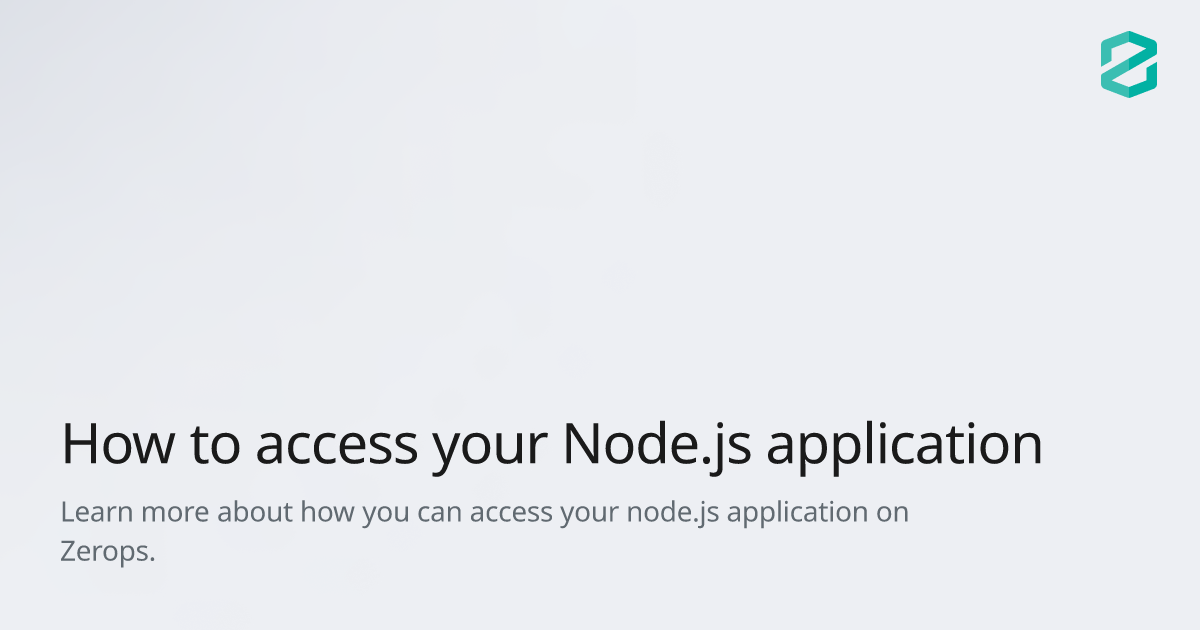 How to access your Node.js application
Learn more about how you can access your node.js application on
Zerops.